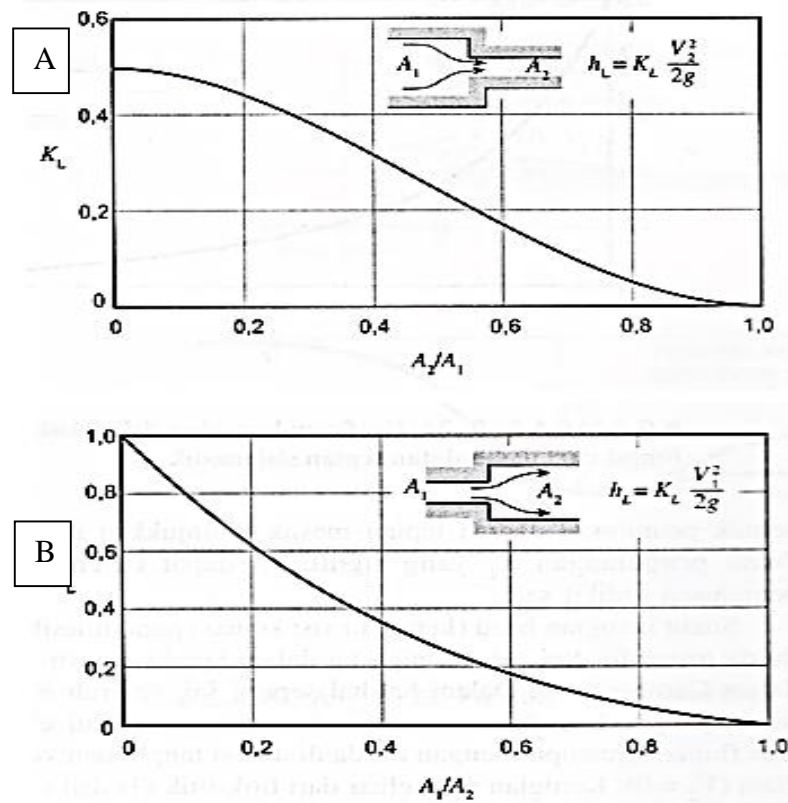 A
0,6
0,4
K_L
0,2
0
A₁ A₂ h_L = K_L V₂²/2g
0 0,2 0,4 0,6 0,8 1,0
A₂/A₁
B
1,0
0,8
0,6
0,4
0,2
0
A₁ A₂ h_L = K_L V₁²/2g
0 0,2 0,4 0,6 0,8 1,0
A₁/A₂